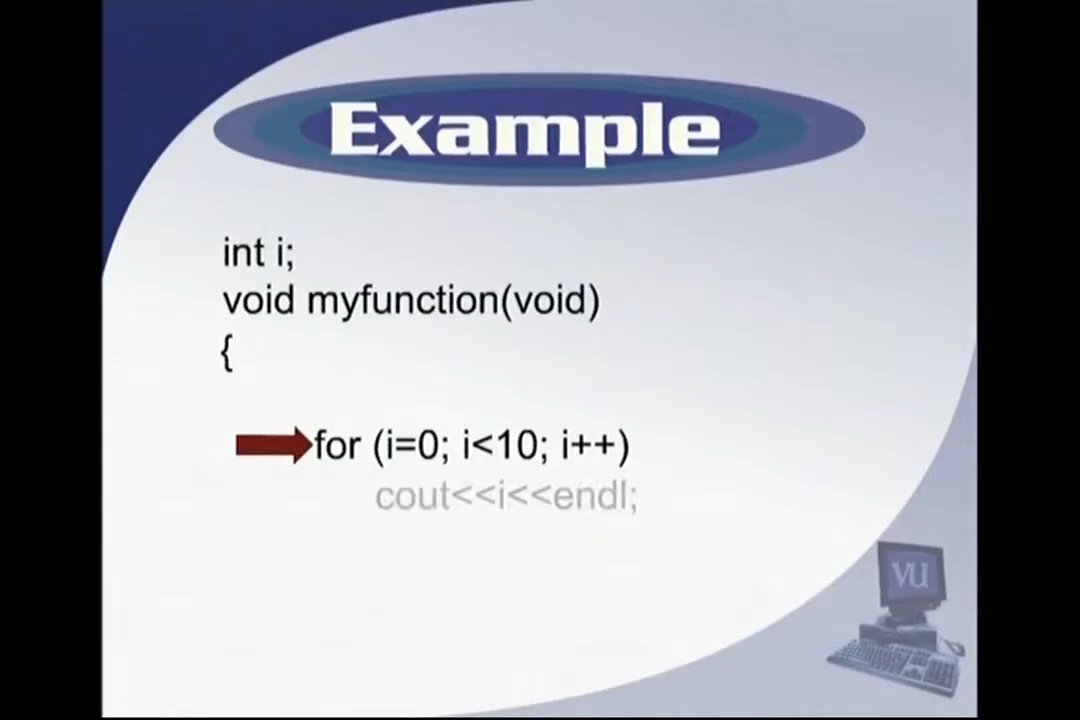 Example
int i;
void myfunction(void)
{
for (i=0; i<10; i++)
cout<<i<<endl;
VU